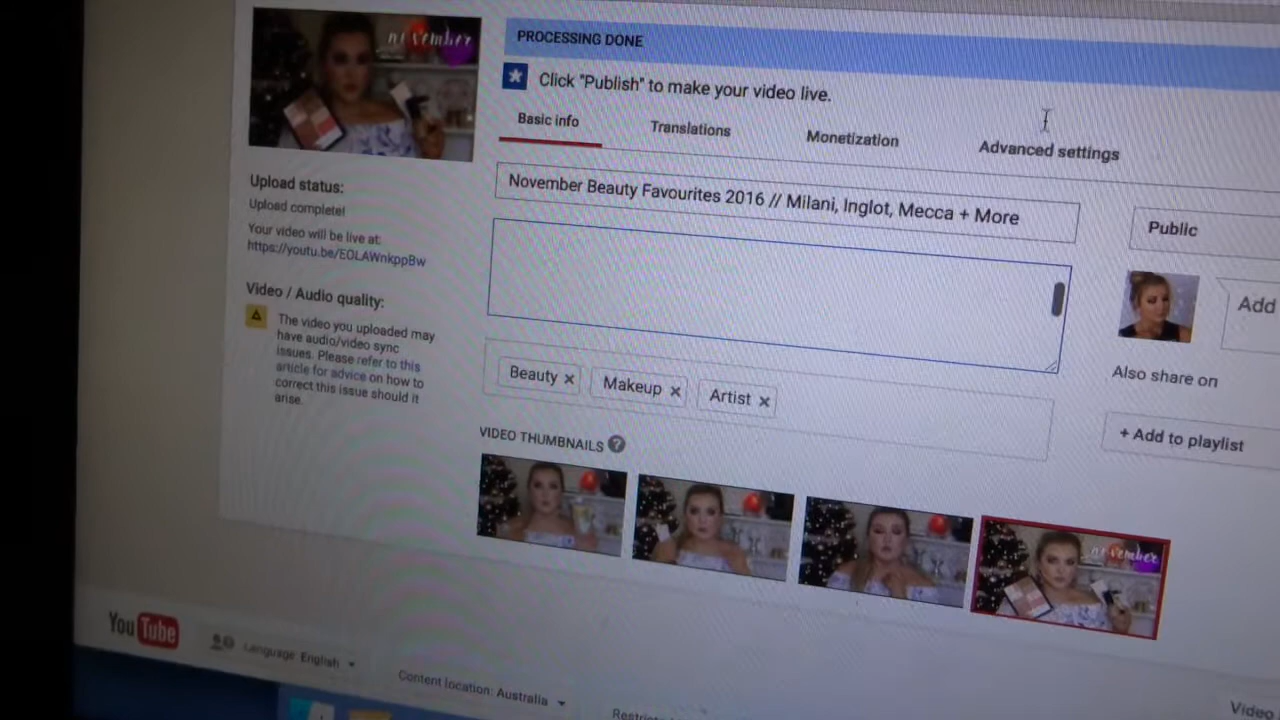 november
PROCESSING DONE
Click "Publish" to make your video live.
Basic info
Translations
Monetization
Advanced settings
Upload status:
Upload complete!
Your video will be live at:
https://youtu.be/EOLAWnkppBw
November Beauty Favourites 2016 // Milani, Inglot, Mecca + More
Public
Add
Video / Audio quality:
The video you uploaded may
have audio/video sync
issues. Please refer to this
article for advice on how to
correct this issue should it
arise.
Beauty ×
Makeup ×
Artist ×
Also share on
+ Add to playlist
VIDEO THUMBNAILS ?
november
YouTube
Language: English
Content location: Australia
Video